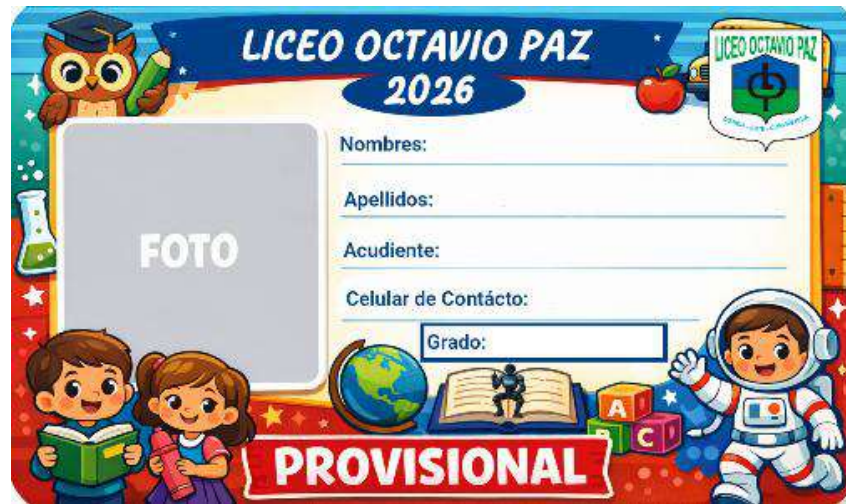 LICEO OCTAVIO PAZ
2026
LICEO OCTAVIO PAZ
Nombres:
Apellidos:
FOTO
Acudiente:
Celular de Contácto:
Grado:
A
B C
PROVISIONAL